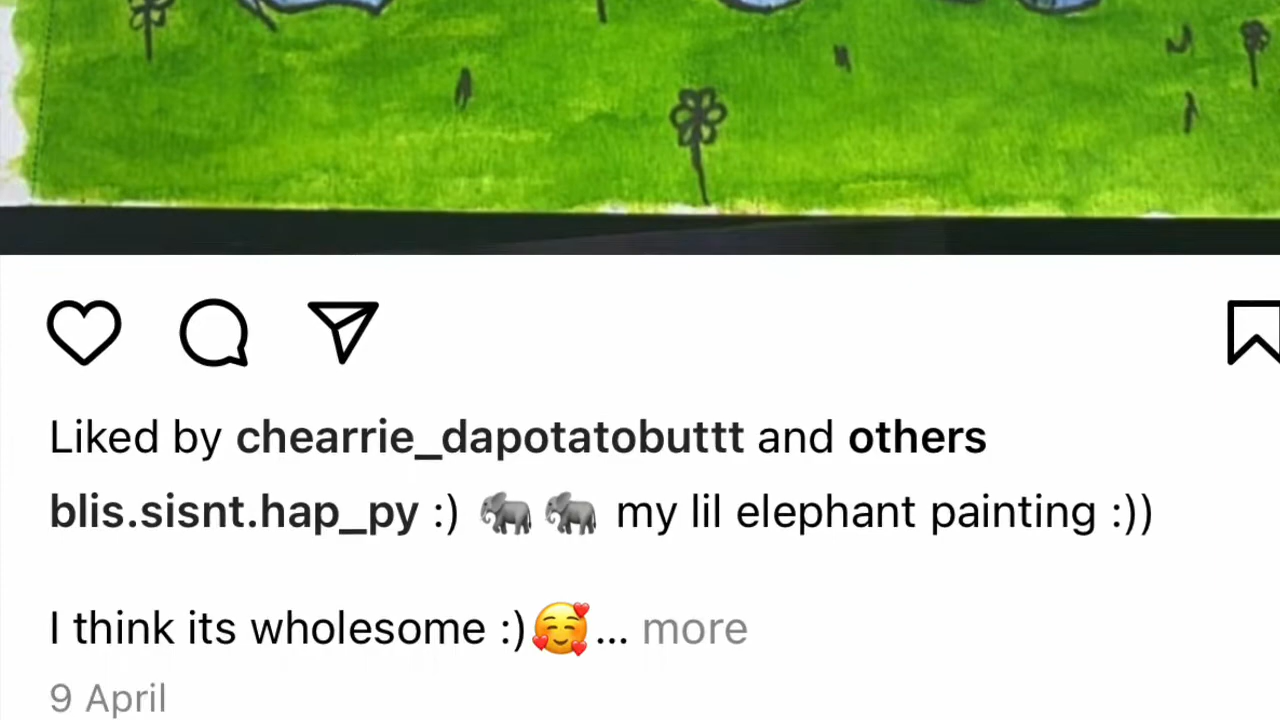 Liked by chearrie_dapotatobuttt and others
blis.sisnt.hap_py :) 🐘🐘 my lil elephant painting :))
I think its wholesome :)🥰... more
9 April